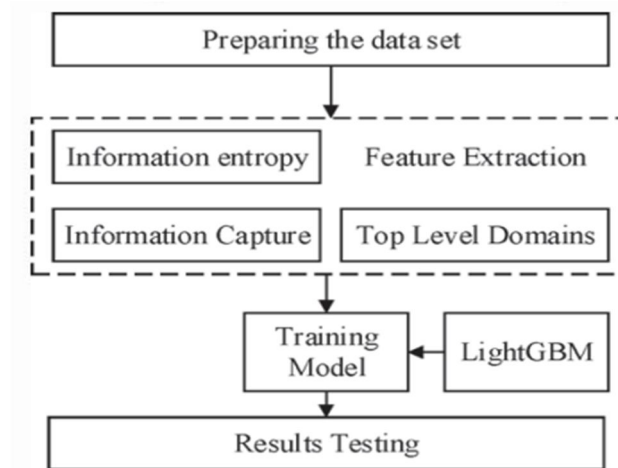 Preparing the data set
Information entropy
Feature Extraction
Information Capture
Top Level Domains
Training
Model
LightGBM
Results Testing